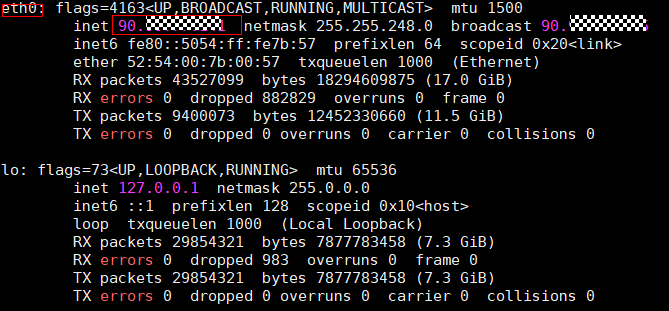 eth0: flags=4163<UP,BROADCAST,RUNNING,MULTICAST> mtu 1500
inet 90. netmask 255.255.248.0 broadcast 90.
inet6 fe80::5054:ff:fe7b:57 prefixlen 64 scopeid 0x20<link>
ether 52:54:00:7b:00:57 txqueuelen 1000 (Ethernet)
RX packets 43527099 bytes 18294609875 (17.0 GiB)
RX errors 0 dropped 882829 overruns 0 frame 0
TX packets 9400073 bytes 12452330660 (11.5 GiB)
TX errors 0 dropped 0 overruns 0 carrier 0 collisions 0
lo: flags=73<UP,LOOPBACK,RUNNING> mtu 65536
inet 127.0.0.1 netmask 255.0.0.0
inet6 ::1 prefixlen 128 scopeid 0x10<host>
loop txqueuelen 1000 (Local Loopback)
RX packets 29854321 bytes 7877783458 (7.3 GiB)
RX errors 0 dropped 983 overruns 0 frame 0
TX packets 29854321 bytes 7877783458 (7.3 GiB)
TX errors 0 dropped 0 overruns 0 carrier 0 collisions 0